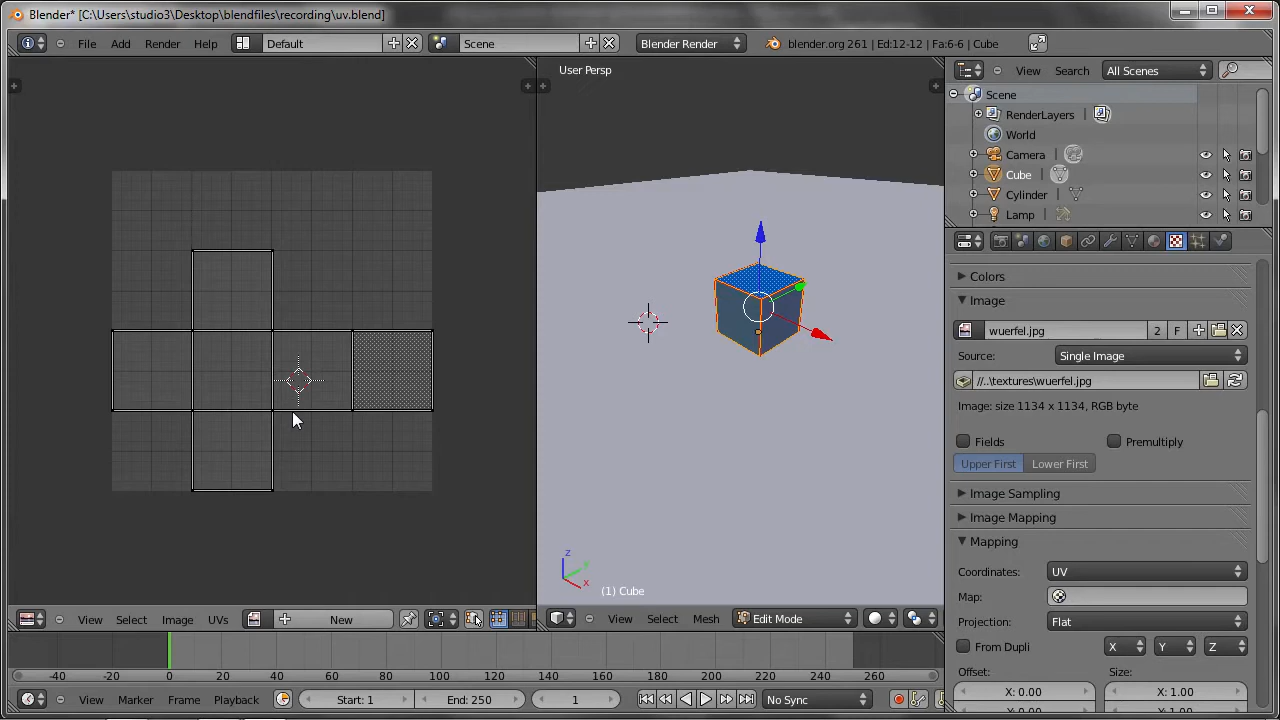 Blender* [C:\Users\studio3\Desktop\blendfiles\recording\uv.blend]
File Add Render Help Default Scene Blender Render blender.org 261 | Ed:12-12 | Fa:6-6 | Cube
User Persp
View Search All Scenes
Scene
RenderLayers
World
Camera
Cube
Cylinder
Lamp
Colors
Image
wuerfel.jpg 2 F
Source: Single Image
//..\textures\wuerfel.jpg
Image: size 1134 x 1134, RGB byte
Fields Premultiply
Upper First Lower First
Image Sampling
Image Mapping
Mapping
Coordinates: UV
Map:
Projection: Flat
From Dupli X Y Z
Offset: Size:
X: 0.00 X: 1.00
z
y
x
(1) Cube
View Select Image UVs New
View Select Mesh Edit Mode
-40 -20 0 20 40 60 80 100 120 140 160 180 200 220 240 260
View Marker Frame Playback Start: 1 End: 250 1 No Sync